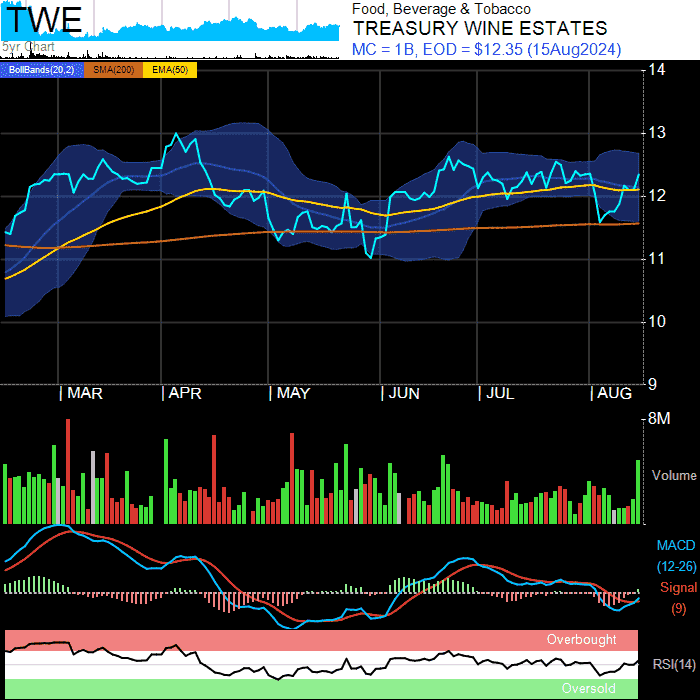 TWE
5yr Chart
Food, Beverage & Tobacco
TREASURY WINE ESTATES
MC = 1B, EOD = $12.35 (15Aug2024)
BollBands(20,2) SMA(200) EMA(50)
14
13
12
11
10
9
MAR APR MAY JUN JUL AUG
8M
Volume
MACD
(12-26)
Signal
(9)
Overbought
RSI(14)
Oversold